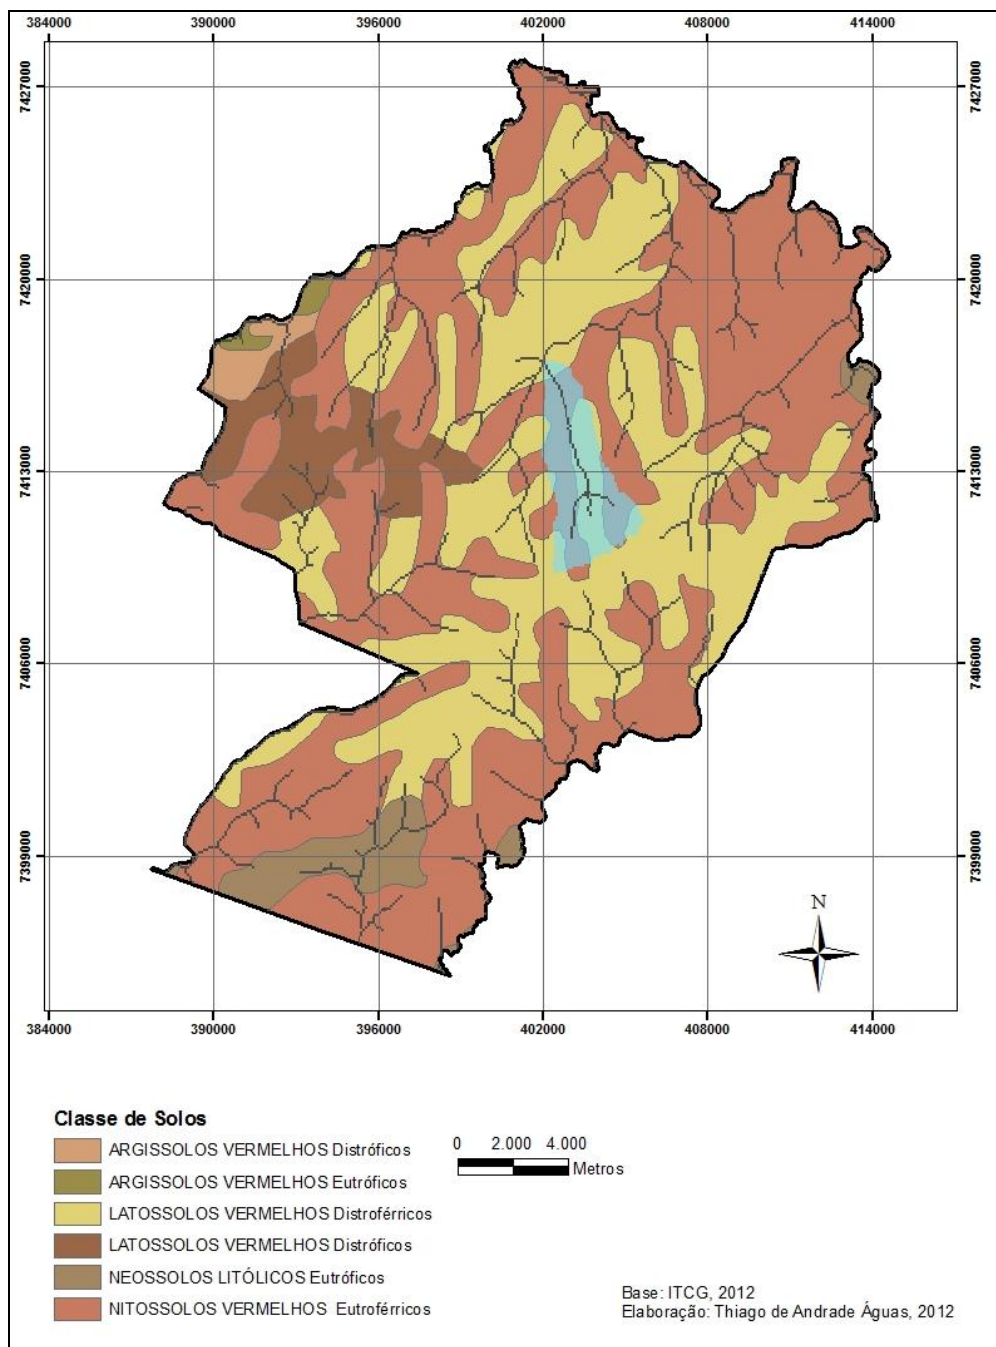 384000 390000 396000 402000 408000 414000
7427000 7427000
7420000 7420000
7413000 7413000
7406000 7406000
7399000 7399000
N
384000 390000 396000 402000 408000 414000
Classe de Solos
ARGISSOLOS VERMELHOS Distróficos
ARGISSOLOS VERMELHOS Eutróficos
LATOSSOLOS VERMELHOS Distroférricos
LATOSSOLOS VERMELHOS Distróficos
NEOSSOLOS LITÓLICOS Eutróficos
NITOSSOLOS VERMELHOS Eutroférricos
0 2.000 4.000
Metros
Base: ITCG, 2012
Elaboração: Thiago de Andrade Águas, 2012